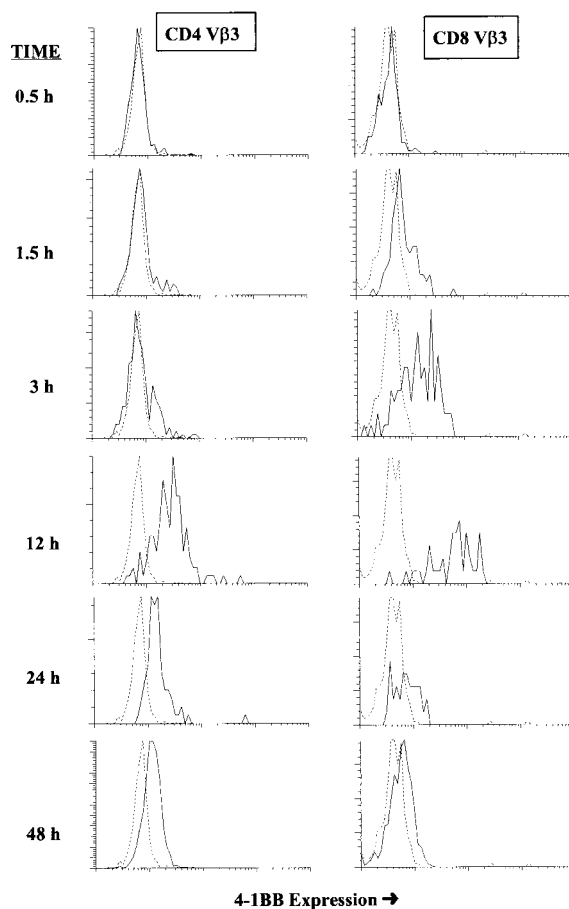 CD4 Vβ3
CD8 Vβ3
TIME
0.5 h
1.5 h
3 h
12 h
24 h
48 h
4-1BB Expression →